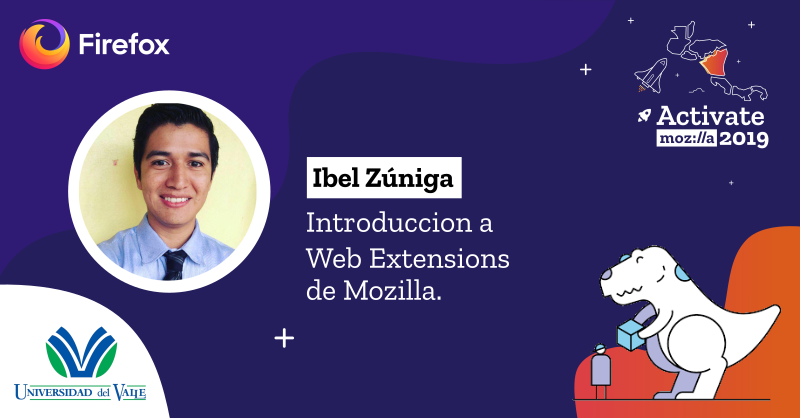 Firefox
Activate
moz://a 2019
Ibel Zúniga
Introduccion a
Web Extensions
de Mozilla.
UNIVERSIDAD del VALLE